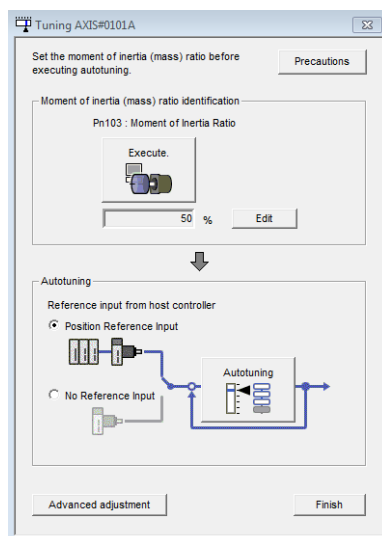 Tuning AXIS#0101A
Set the moment of inertia (mass) ratio before
executing autotuning.
Precautions
Moment of inertia (mass) ratio identification
Pn103 : Moment of Inertia Ratio
Execute.
50 %
Edit
Autotuning
Reference input from host controller
Position Reference Input
Autotuning
No Reference Input
Advanced adjustment
Finish